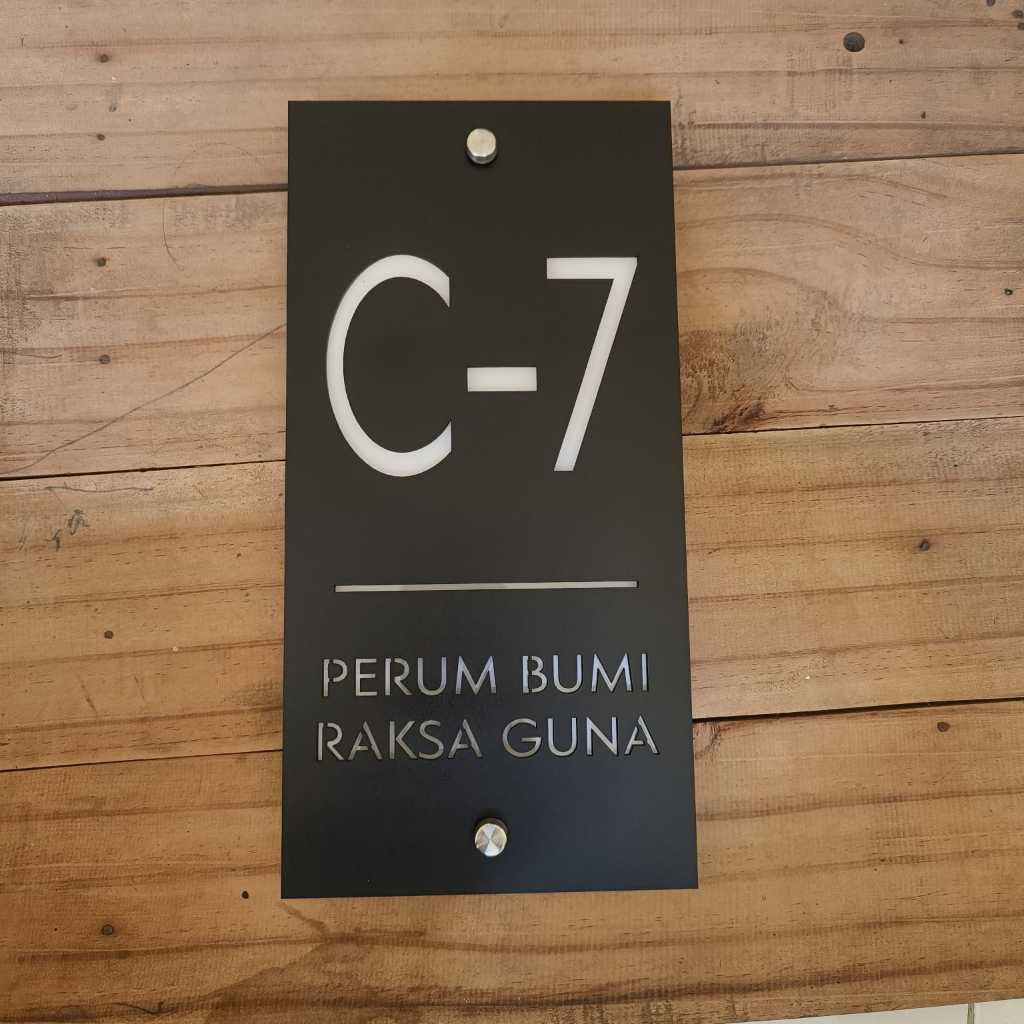 C-7
PERUM BUMI
RAKSA GUNA